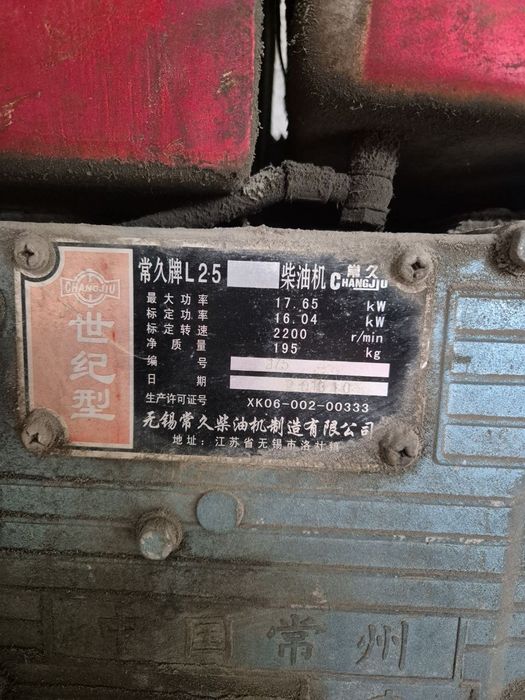 常久牌L25 柴油机 常久
CHANGJIU
CHANGJIU
世纪型
最大功率 17.65 kW
标定功率 16.04 kW
标定转速 2200 r/min
净质量 195 kg
编号
日期
生产许可证号 XK06-002-00333
无锡常久柴油机制造有限公司
地址:江苏省无锡市洛社镇
中国常州